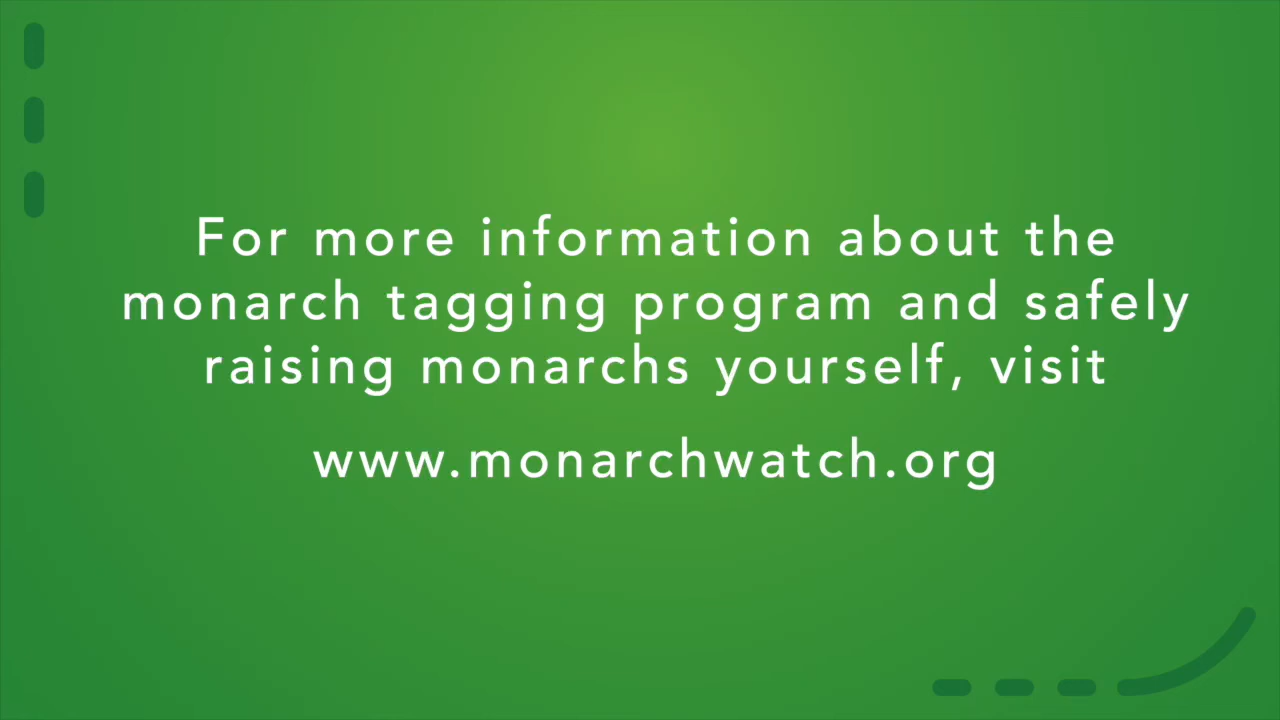 For more information about the
monarch tagging program and safely
raising monarchs yourself, visit
www.monarchwatch.org